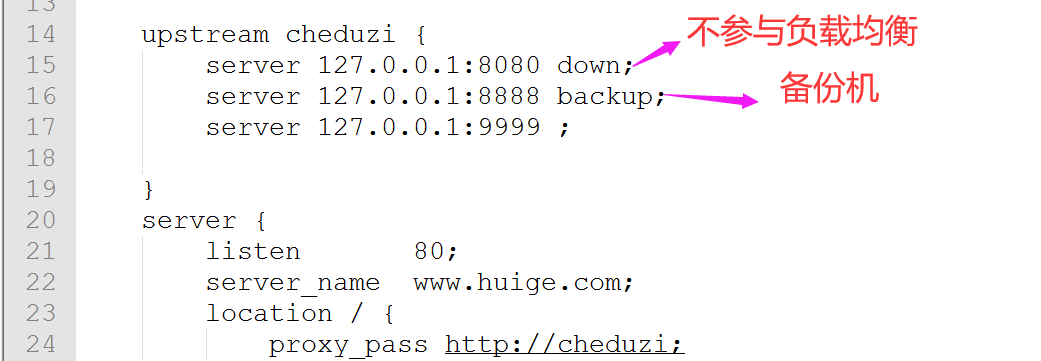 13
14 upstream cheduzi {
不参与负载均衡
15 server 127.0.0.1:8080 down;
备份机
16 server 127.0.0.1:8888 backup;
17 server 127.0.0.1:9999 ;
18
19 }
20 server {
21 listen 80;
22 server_name www.huige.com;
23 location / {
24 proxy_pass http://cheduzi;